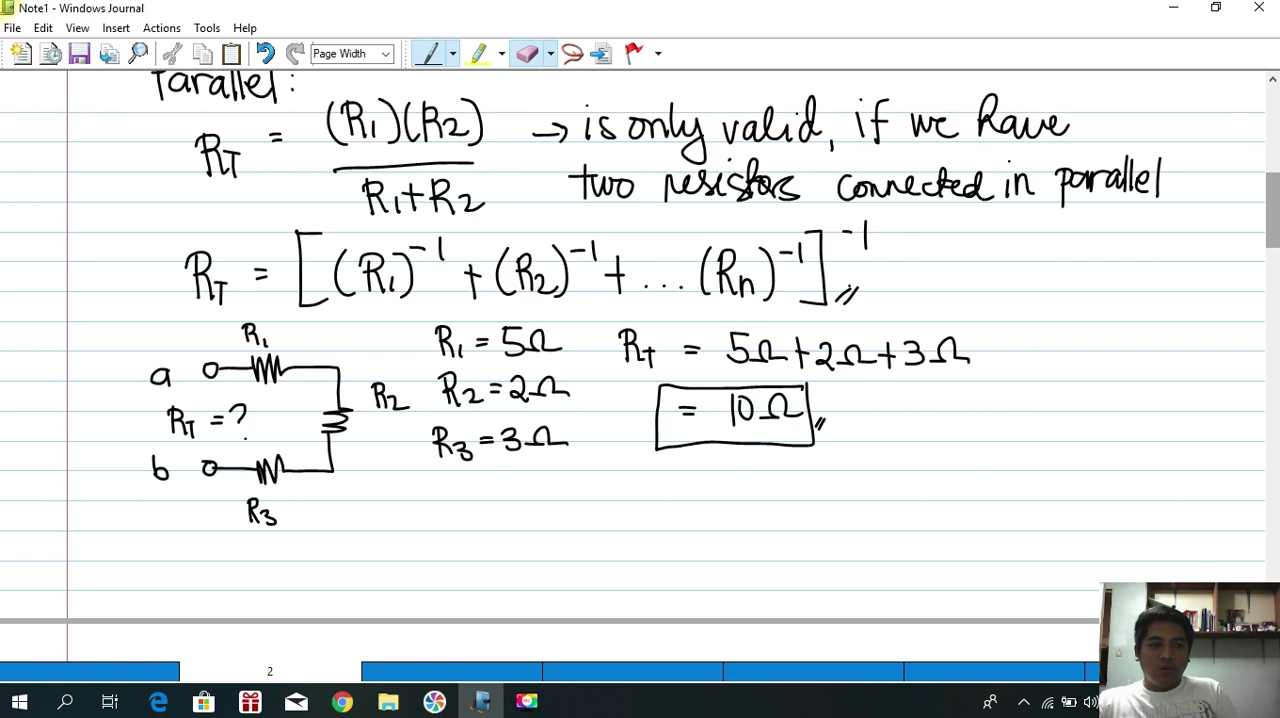 Note1 - Windows Journal
File Edit View Insert Actions Tools Help
Page Width
Parallel:
RT = (R1)(R2) / R1+R2 → is only valid, if we have
two resistors connected in parallel
RT = [(R1)⁻¹ + (R2)⁻¹ + ... (Rn)⁻¹]⁻¹
R1
a
R2
RT = ?
b
R3
R1 = 5Ω
R2 = 2Ω
R3 = 3Ω
RT = 5Ω+2Ω+3Ω
= 10Ω
2